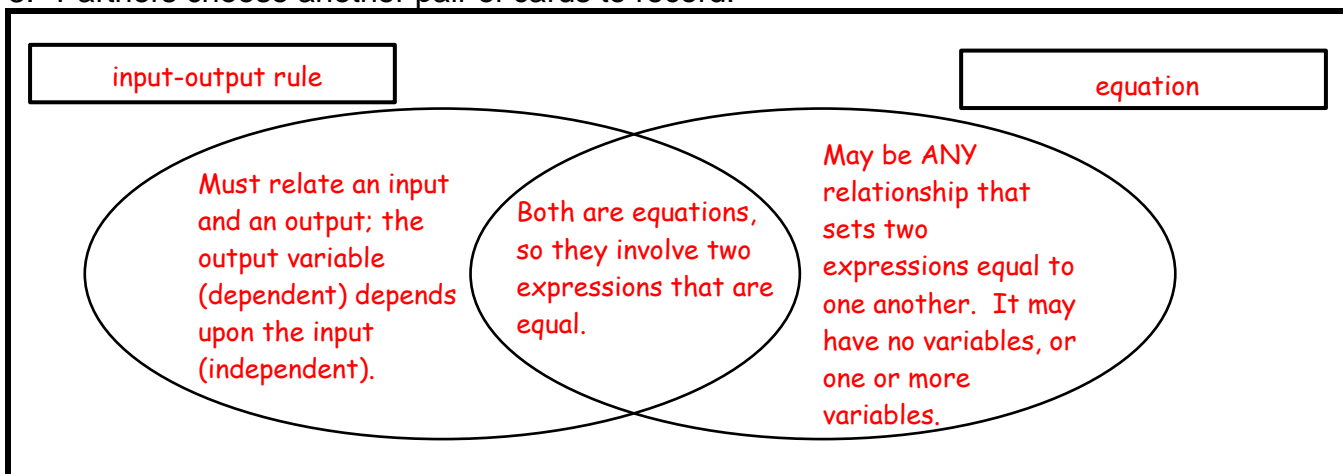 input-output rule
equation
Must relate an input
and an output; the
output variable
(dependent) depends
upon the input
(independent).
Both are equations,
so they involve two
expressions that are
equal.
May be ANY
relationship that
sets two
expressions equal to
one another.  It may
have no variables, or
one or more
variables.